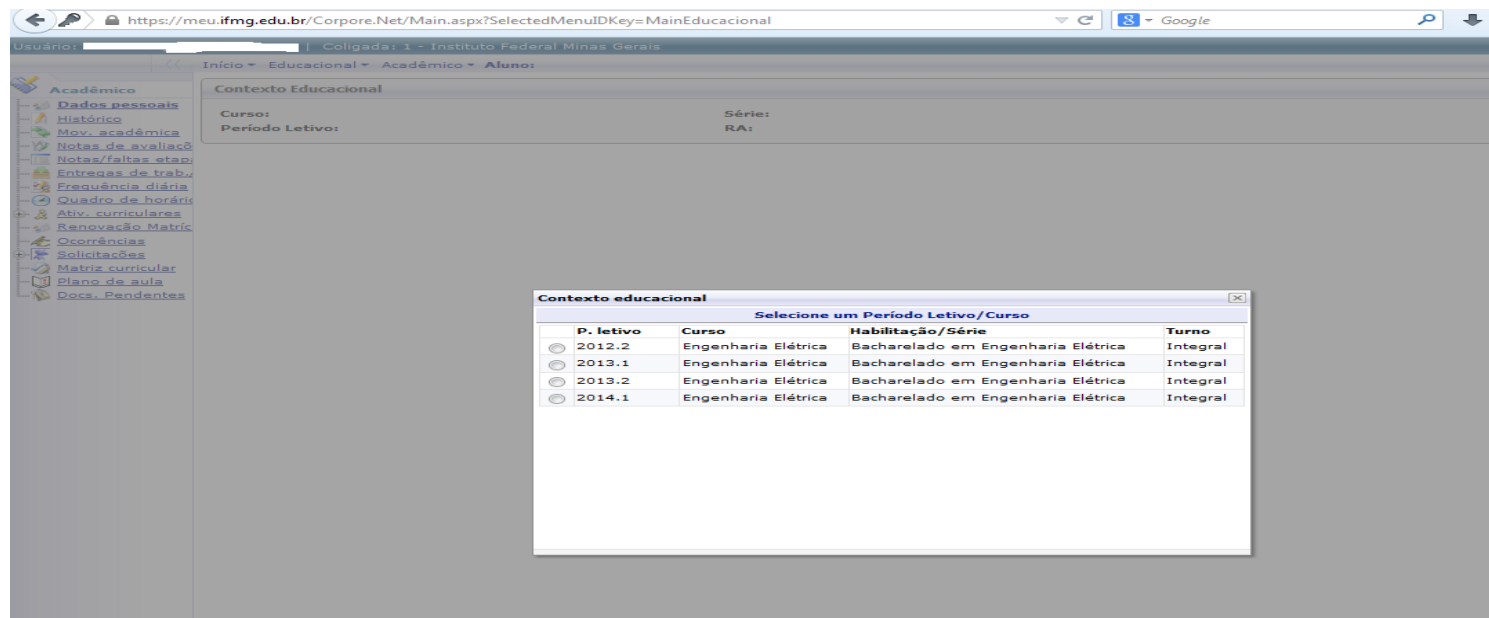 https://meu.ifmg.edu.br/Corpore.Net/Main.aspx?SelectedMenuIDKey=MainEducacional
Google
Usuário: | Coligada: 1 - Instituto Federal Minas Gerais
Início Educacional Acadêmico Aluno:
Acadêmico
Dados pessoais
Histórico
Mov. acadêmica
Notas de avaliaçõ
Notas/faltas etap
Entregas de trab.
Frequência diária
Quadro de horári
Ativ. curriculares
Renovação Matríc
Ocorrências
Solicitações
Matriz curricular
Plano de aula
Docs. Pendentes
Contexto Educacional
Curso: Série:
Período Letivo: RA:
Contexto educacional
Selecione um Período Letivo/Curso
P. letivo Curso Habilitação/Série Turno
2012.2 Engenharia Elétrica Bacharelado em Engenharia Elétrica Integral
2013.1 Engenharia Elétrica Bacharelado em Engenharia Elétrica Integral
2013.2 Engenharia Elétrica Bacharelado em Engenharia Elétrica Integral
2014.1 Engenharia Elétrica Bacharelado em Engenharia Elétrica Integral